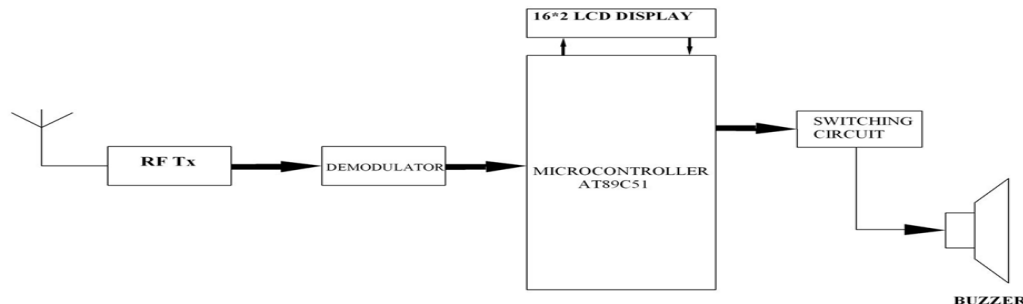 16*2 LCD DISPLAY
RF Tx
DEMODULATOR
MICROCONTROLLER
AT89C51
SWITCHING
CIRCUIT
BUZZER